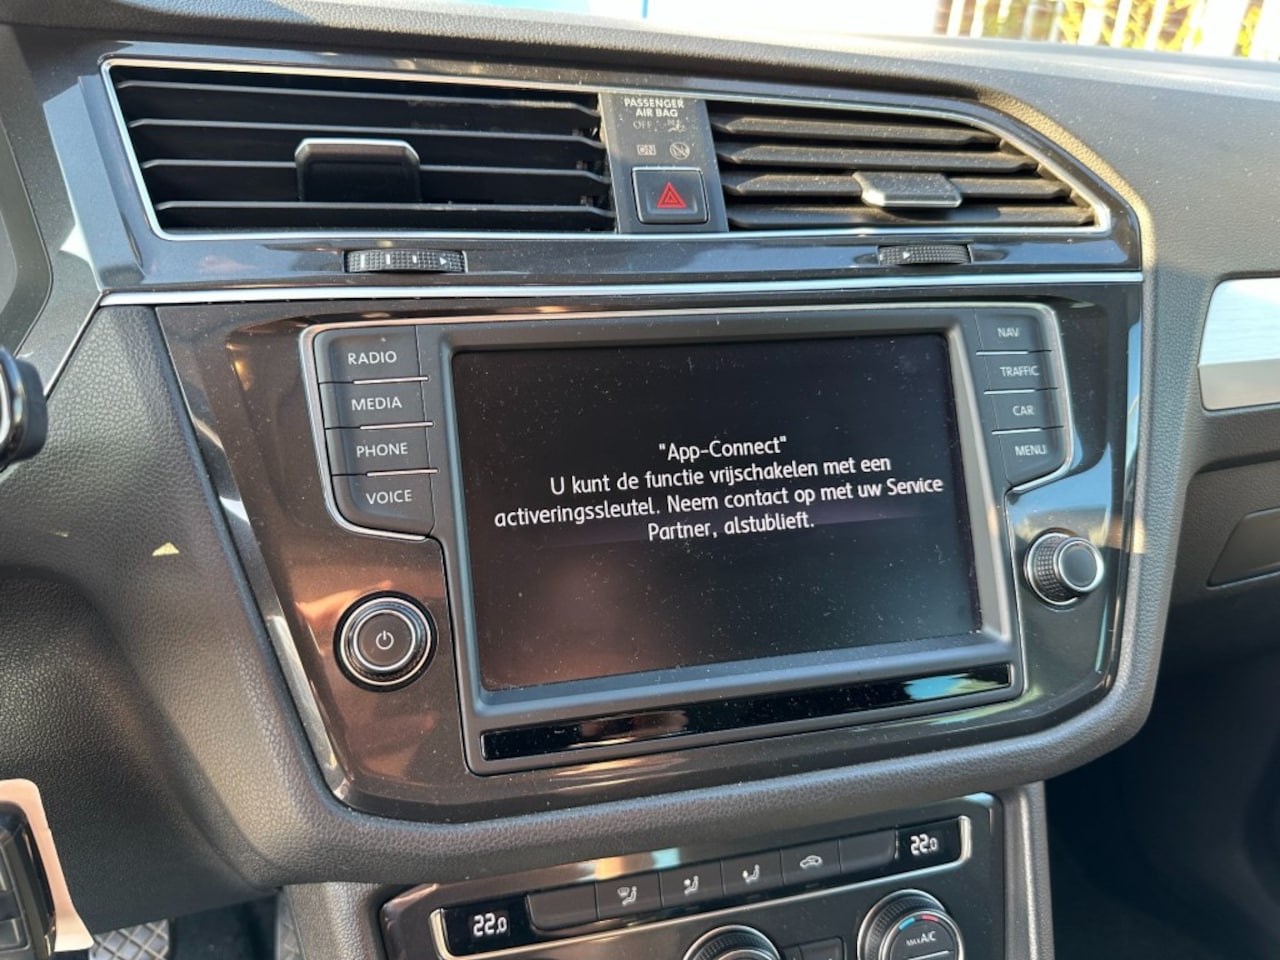 PASSENGER
AIR BAG
OFF
ON
RADIO
MEDIA
PHONE
VOICE
NAV
TRAFFIC
CAR
MENU
"App-Connect"
U kunt de functie vrijschakelen met een
activeringssleutel. Neem contact op met uw Service
Partner, alstublieft.
22.0
22.0
MAX A/C